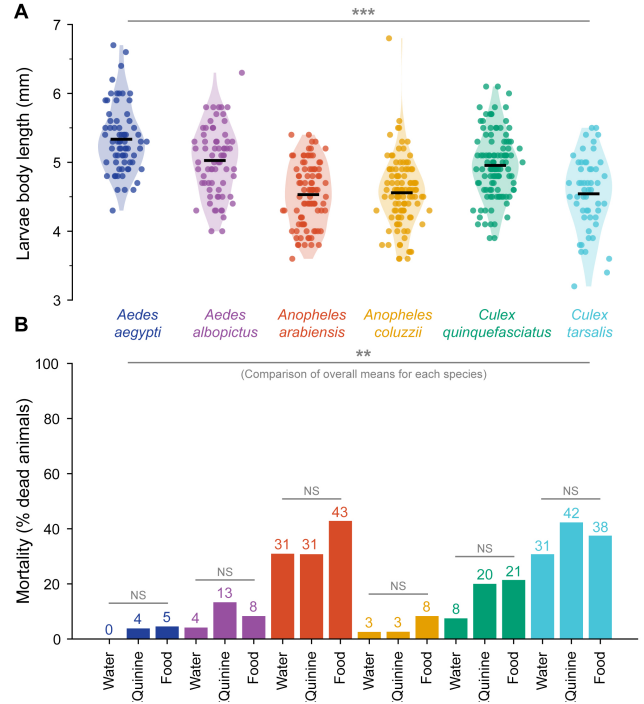 A
***
Larvae body length (mm)
7
6
5
4
3
Aedes aegypti
Aedes albopictus
Anopheles arabiensis
Anopheles coluzzii
Culex quinquefasciatus
Culex tarsalis
B
**
(Comparison of overall means for each species)
Mortality (% dead animals)
100
80
60
40
20
0
NS
0
4
5
NS
4
13
8
NS
31
31
43
NS
3
3
8
NS
8
20
21
NS
31
42
38
Water
Quinine
Food
Water
Quinine
Food
Water
Quinine
Food
Water
Quinine
Food
Water
Quinine
Food
Water
Quinine
Food